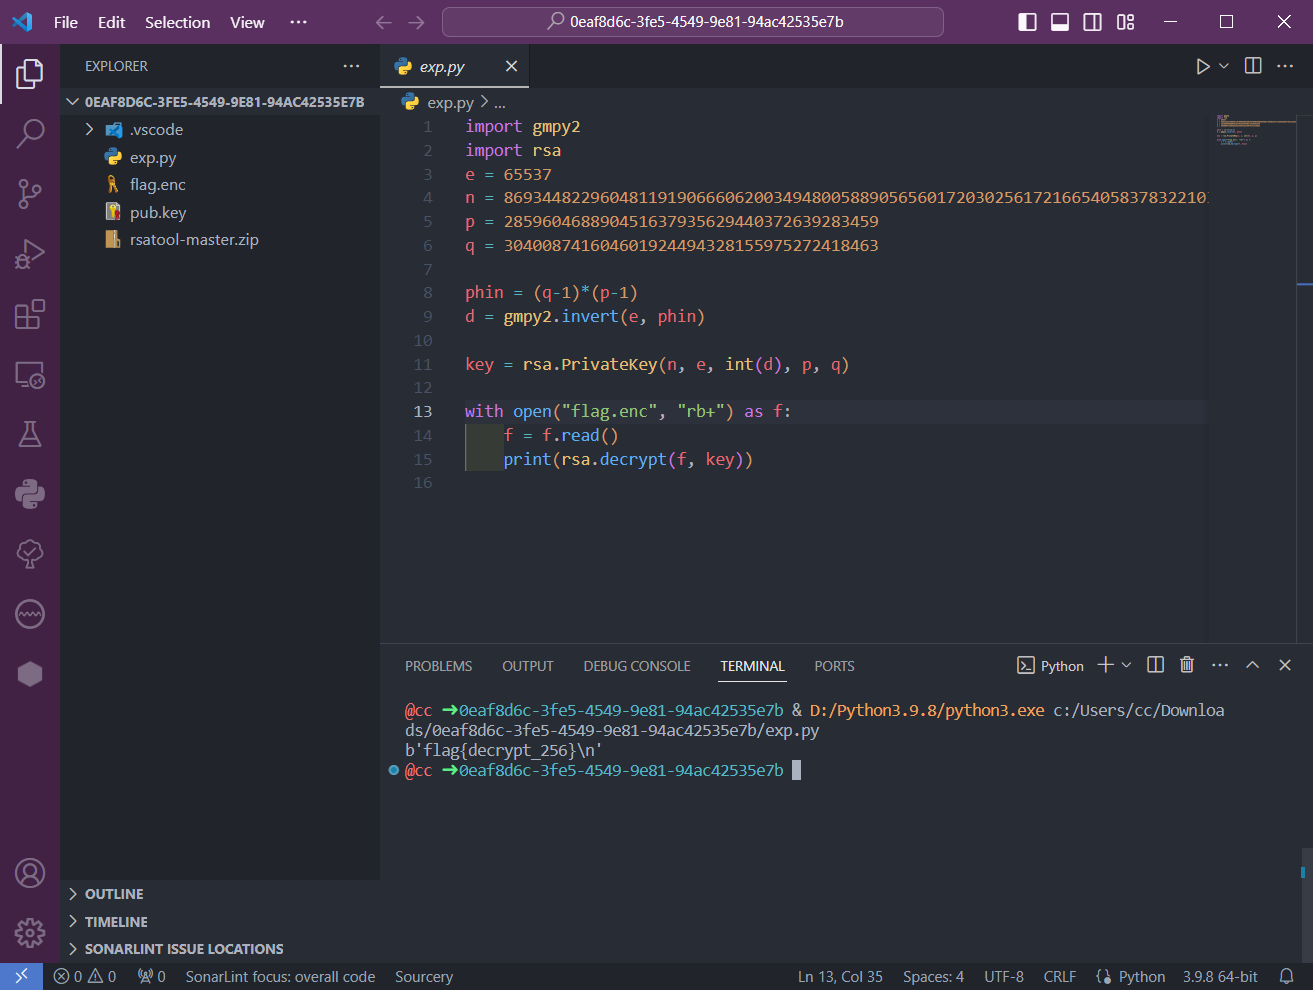 File Edit Selection View ··· 0eaf8d6c-3fe5-4549-9e81-94ac42535e7b
EXPLORER ···
0EAF8D6C-3FE5-4549-9E81-94AC42535E7B
.vscode
exp.py
flag.enc
pub.key
rsatool-master.zip
OUTLINE
TIMELINE
SONARLINT ISSUE LOCATIONS
exp.py
exp.py > ...
1 import gmpy2
2 import rsa
3 e = 65537
4 n = 8693448229604811919066606200349480058890565601720302561721665405837832210
5 p = 285960468890451637935629440372639283459
6 q = 304008741604601924494328155975272418463
7
8 phin = (q-1)*(p-1)
9 d = gmpy2.invert(e, phin)
10
11 key = rsa.PrivateKey(n, e, int(d), p, q)
12
13 with open("flag.enc", "rb+") as f:
14 f = f.read()
15 print(rsa.decrypt(f, key))
16
PROBLEMS OUTPUT DEBUG CONSOLE TERMINAL PORTS Python
@cc ➜0eaf8d6c-3fe5-4549-9e81-94ac42535e7b & D:/Python3.9.8/python3.exe c:/Users/cc/Downloa
ds/0eaf8d6c-3fe5-4549-9e81-94ac42535e7b/exp.py
b'flag{decrypt_256}\n'
@cc ➜0eaf8d6c-3fe5-4549-9e81-94ac42535e7b
0 0 0 SonarLint focus: overall code Sourcery Ln 13, Col 35 Spaces: 4 UTF-8 CRLF Python 3.9.8 64-bit